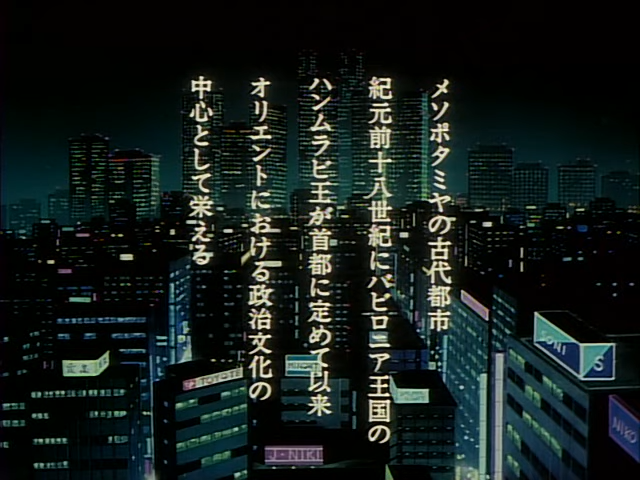 メソポタミヤの古代都市
紀元前十八世紀にバビロニア王国の
ハンムラビ王が首都に定めて以来
オリエントにおける政治文化の
中心として栄える
TOYOTE
J-NIKI